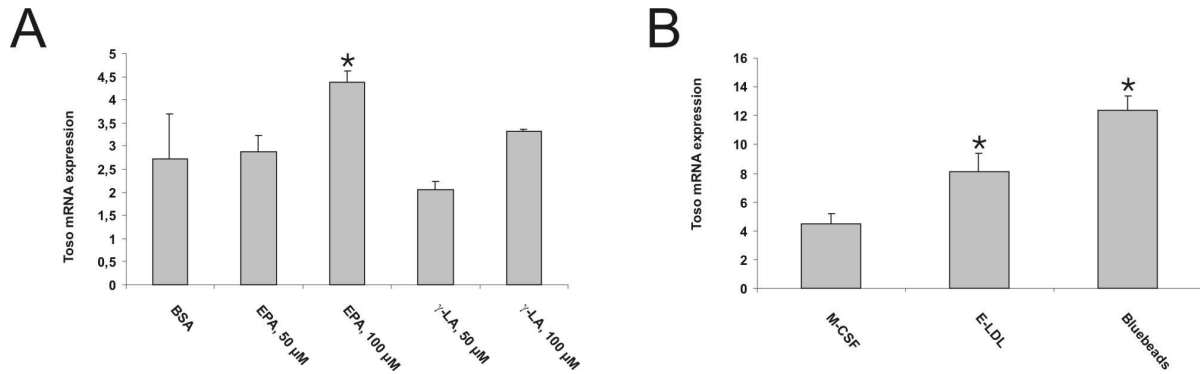 A
Toso mRNA expression
5
4,5
4
3,5
3
2,5
2
1,5
1
0,5
0
*
BSA
EPA, 50 µM
EPA, 100 µM
γ-LA, 50 µM
γ-LA, 100 µM
B
Toso mRNA expression
16
14
12
10
8
6
4
2
0
*
*
M-CSF
E-LDL
Bluebeads